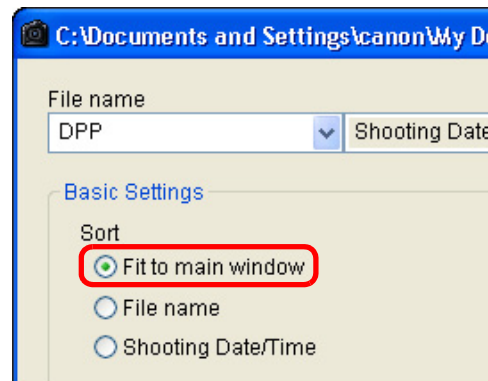 C:\Documents and Settings\canon\My D
File name
DPP Shooting Date
Basic Settings
Sort
Fit to main window
File name
Shooting Date/Time